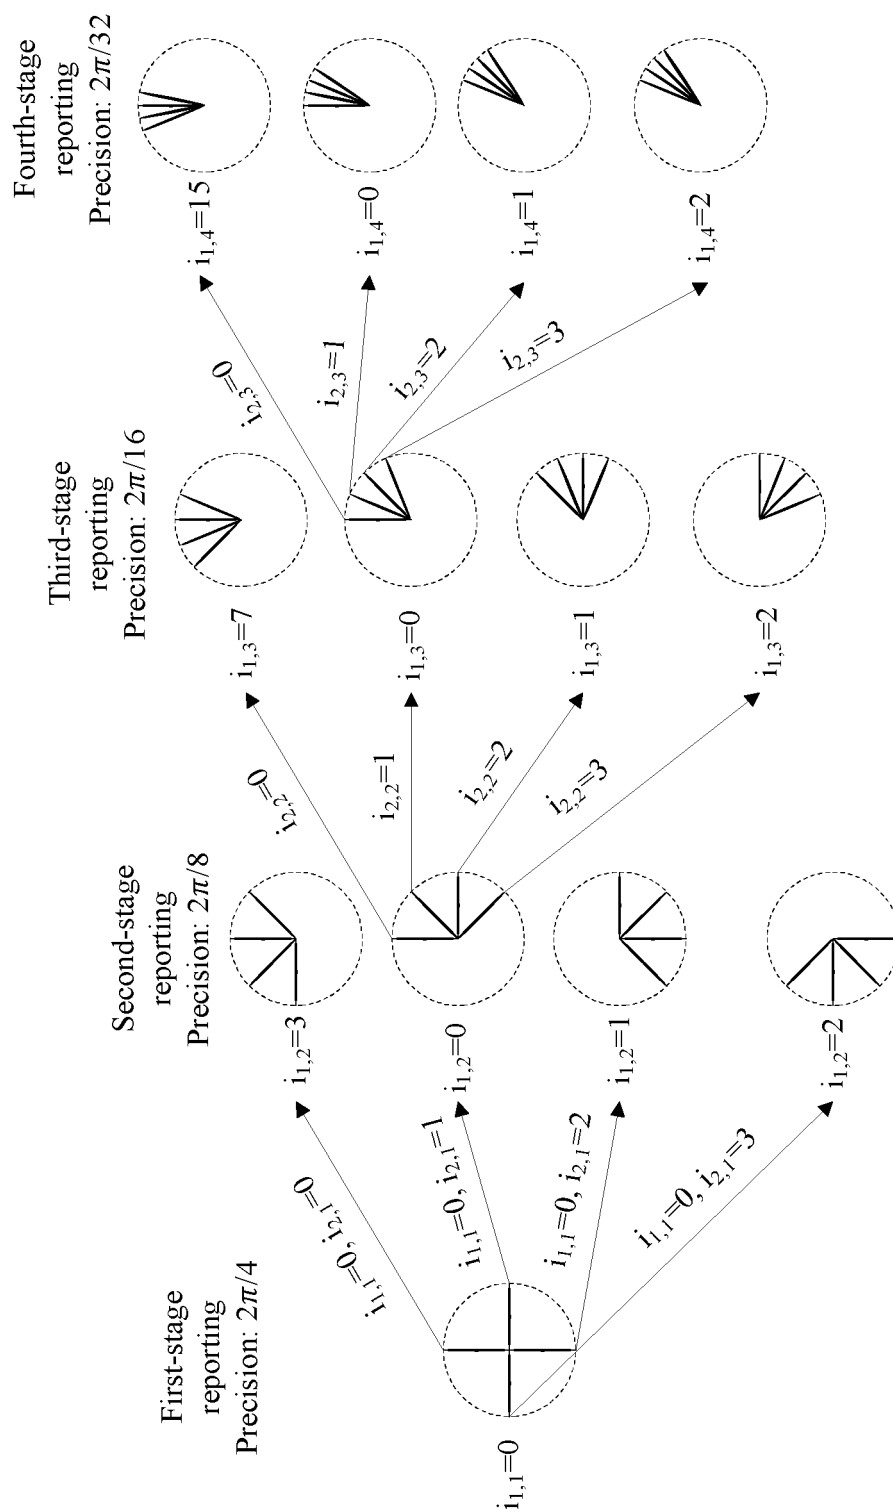 First-stage
reporting
Precision: 2π/4
i1,1=0
i1,1=0, i2,1=0
i1,1=0, i2,1=1
i1,1=0, i2,1=2
i1,1=0, i2,1=3
Second-stage
reporting
Precision: 2π/8
i1,2=3
i1,2=0
i1,2=1
i1,2=2
i2,2=0
i2,2=1
i2,2=2
i2,2=3
Third-stage
reporting
Precision: 2π/16
i1,3=7
i1,3=0
i1,3=1
i1,3=2
i2,3=0
i2,3=1
i2,3=2
i2,3=3
Fourth-stage
reporting
Precision: 2π/32
i1,4=15
i1,4=0
i1,4=1
i1,4=2